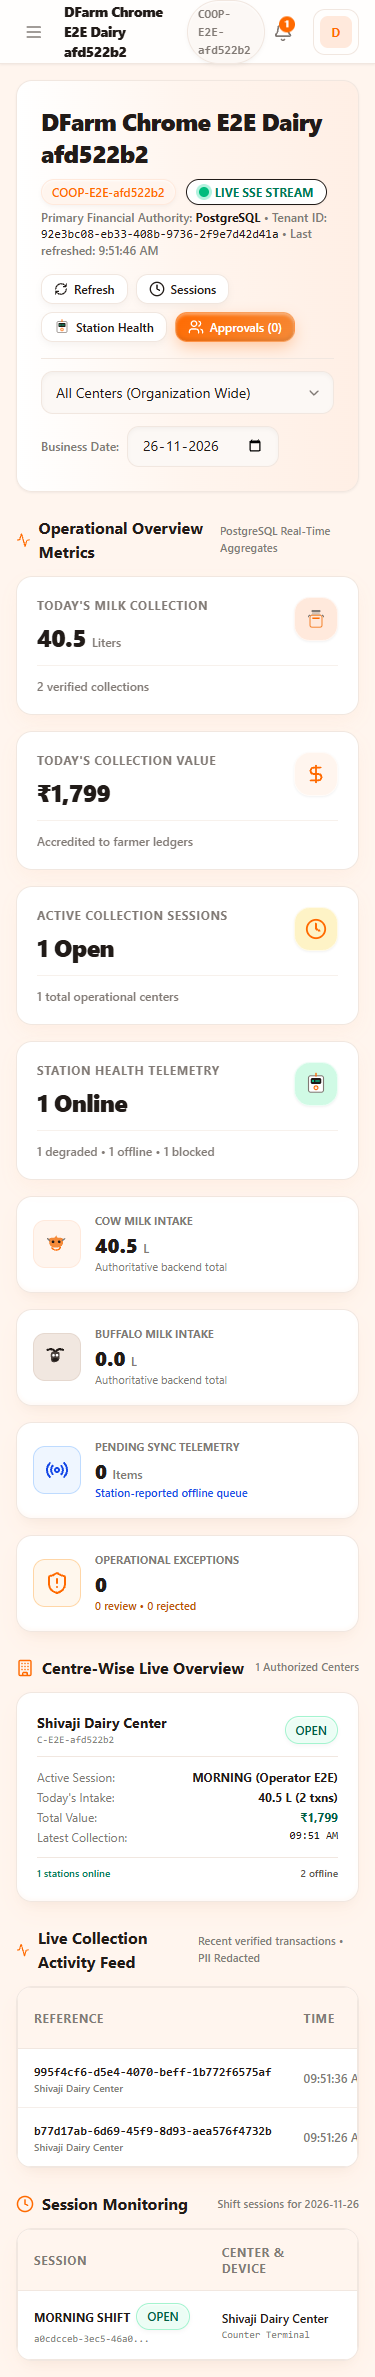 DFarm Chrome
E2E Dairy
afd522b2
COOP-
E2E-
afd522b2
1
D
DFarm Chrome E2E Dairy
afd522b2
COOP-E2E-afd522b2
LIVE SSE STREAM
Primary Financial Authority: PostgreSQL • Tenant ID:
92e3bc08-eb33-408b-9736-2f9e7d42d41a • Last
refreshed: 9:51:46 AM
Refresh
Sessions
Station Health
Approvals (0)
All Centers (Organization Wide)
Business Date: 26-11-2026
Operational Overview
Metrics
PostgreSQL Real-Time
Aggregates
TODAY'S MILK COLLECTION
40.5 Liters
2 verified collections
TODAY'S COLLECTION VALUE
₹1,799
Accredited to farmer ledgers
ACTIVE COLLECTION SESSIONS
1 Open
1 total operational centers
STATION HEALTH TELEMETRY
1 Online
1 degraded • 1 offline • 1 blocked
COW MILK INTAKE
40.5 L
Authoritative backend total
BUFFALO MILK INTAKE
0.0 L
Authoritative backend total
PENDING SYNC TELEMETRY
0 Items
Station-reported offline queue
OPERATIONAL EXCEPTIONS
0
0 review • 0 rejected
Centre-Wise Live Overview
1 Authorized Centers
Shivaji Dairy Center
C-E2E-afd522b2
OPEN
Active Session: MORNING (Operator E2E)
Today's Intake: 40.5 L (2 txns)
Total Value: ₹1,799
Latest Collection: 09:51 AM
1 stations online
2 offline
Live Collection
Activity Feed
Recent verified transactions •
PII Redacted
REFERENCE TIME
995f4cf6-d5e4-4070-beff-1b772f6575af
Shivaji Dairy Center
09:51:36 A
b77d17ab-6d69-45f9-8d93-aea576f4732b
Shivaji Dairy Center
09:51:26 A
Session Monitoring
Shift sessions for 2026-11-26
SESSION
CENTER &
DEVICE
MORNING SHIFT OPEN
a0cdcceb-3ec5-46a0...
Shivaji Dairy Center
Counter Terminal